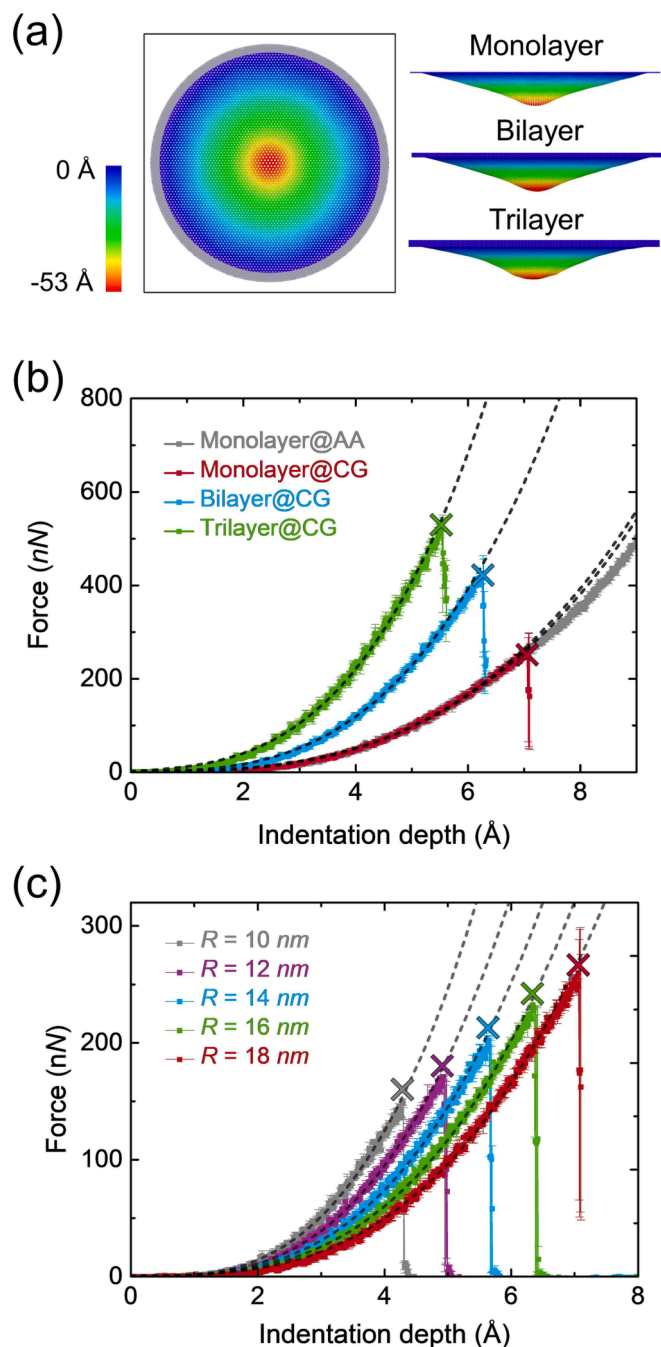 (a)
Monolayer
Bilayer
Trilayer
0 Å
-53 Å
(b)
800
600
400
200
0
Force (nN)
Monolayer@AA
Monolayer@CG
Bilayer@CG
Trilayer@CG
0 2 4 6 8
Indentation depth (Å)
(c)
300
200
100
0
Force (nN)
R = 10 nm
R = 12 nm
R = 14 nm
R = 16 nm
R = 18 nm
0 2 4 6 8
Indentation depth (Å)